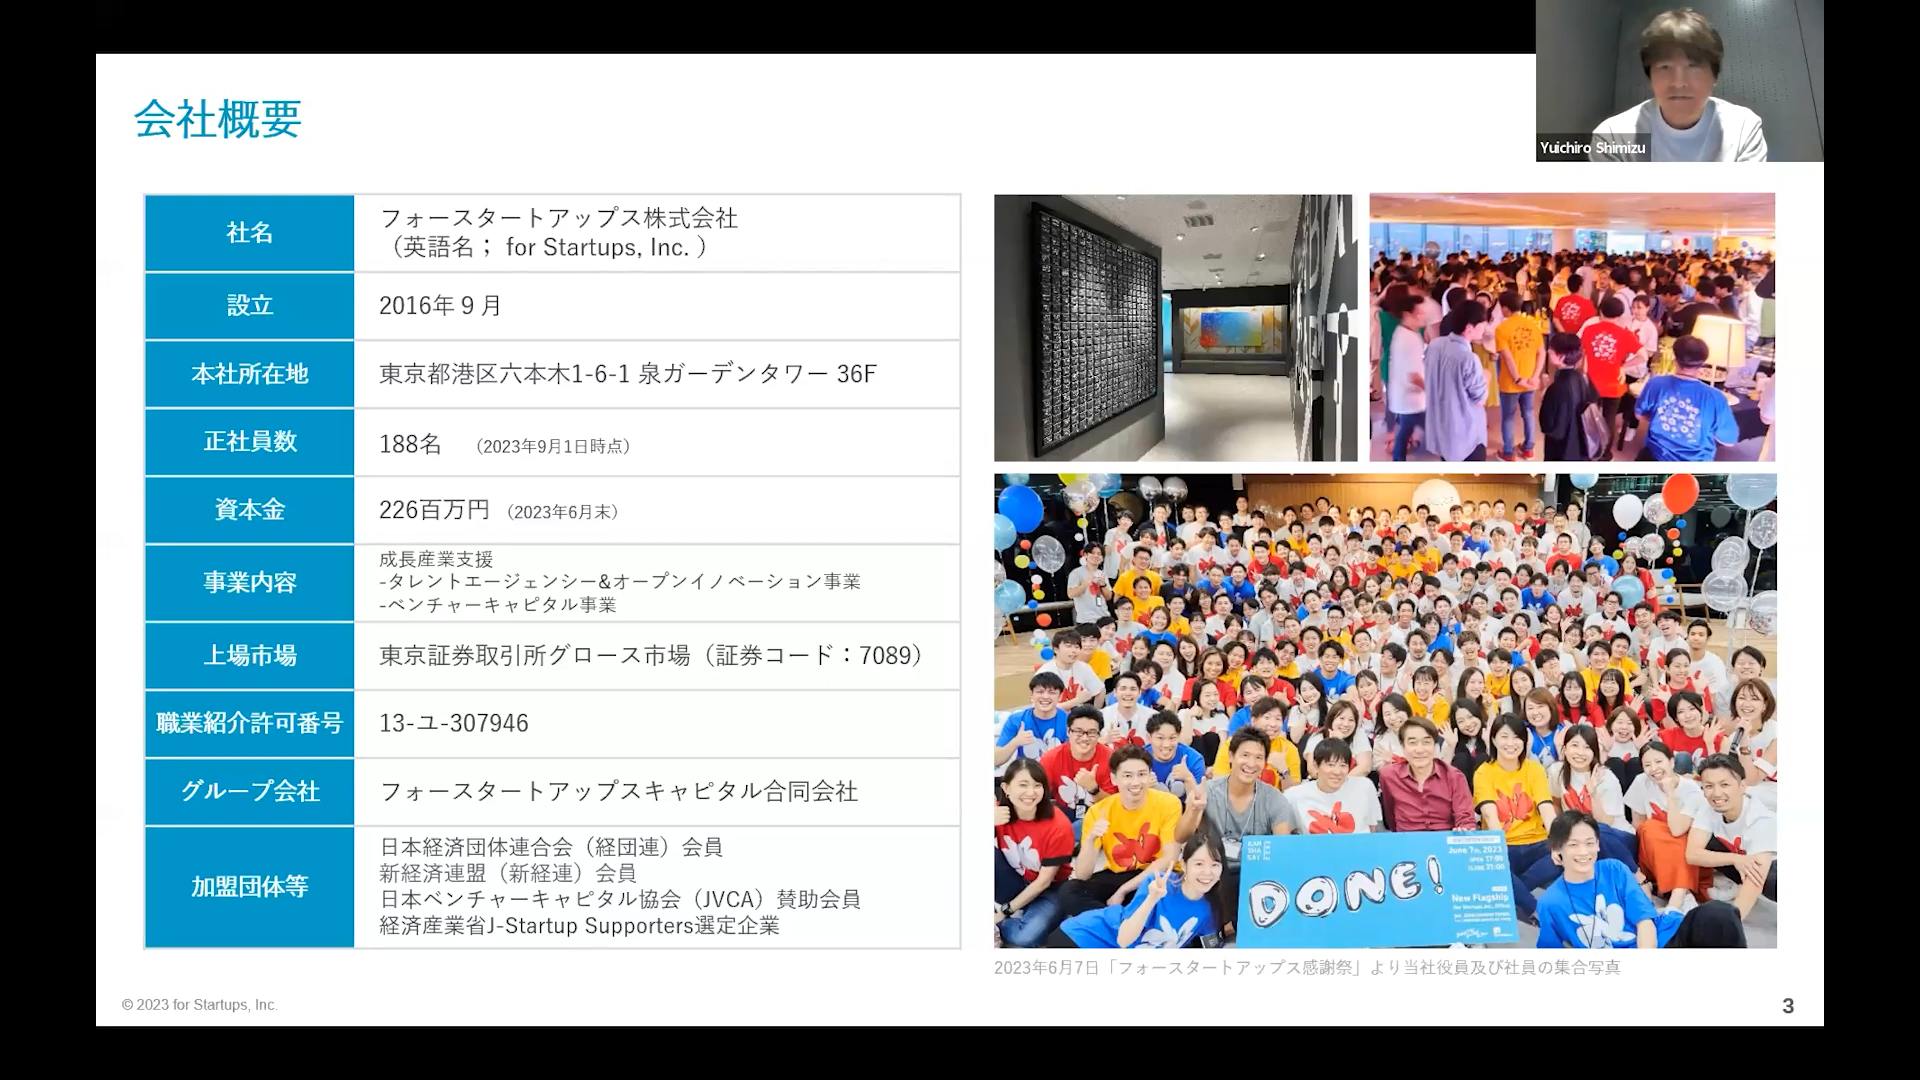 会社概要
Yuichiro Shimizu
社名
フォースタートアップス株式会社
（英語名； for Startups, Inc. ）
設立
2016年 9 月
本社所在地
東京都港区六本木1-6-1 泉ガーデンタワー 36F
正社員数
188名 （2023年9月1日時点）
資本金
226百万円 （2023年6月末）
事業内容
成長産業支援
-タレントエージェンシー&オープンイノベーション事業
-ベンチャーキャピタル事業
上場市場
東京証券取引所グロース市場（証券コード：7089）
職業紹介許可番号
13-ユ-307946
グループ会社
フォースタートアップスキャピタル合同会社
加盟団体等
日本経済団体連合会（経団連）会員
新経済連盟（新経連）会員
日本ベンチャーキャピタル協会（JVCA）賛助会員
経済産業省J-Startup Supporters選定企業
DONE!
June 7th, 2023
OPEN 17:00
New Flagship
2023年6月7日「フォースタートアップス感謝祭」より当社役員及び社員の集合写真
© 2023 for Startups, Inc.
3